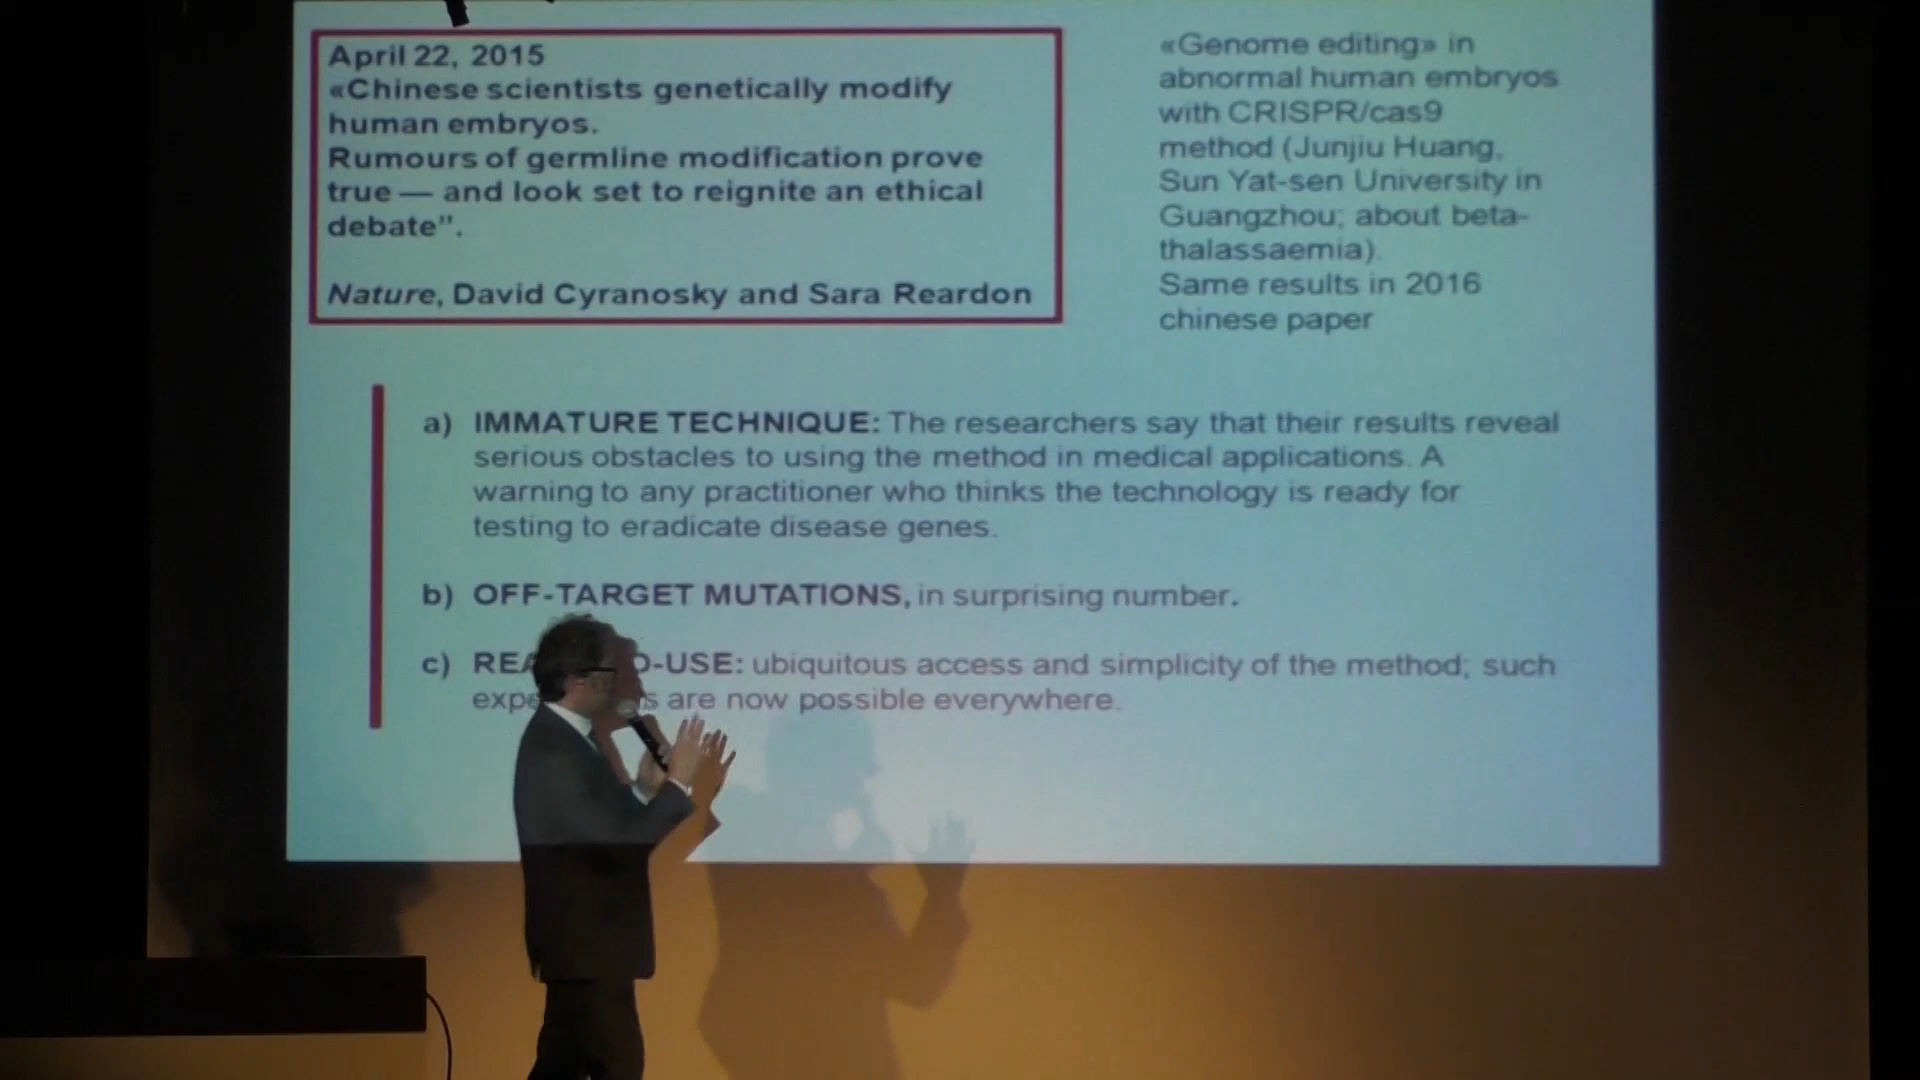 April 22, 2015
«Chinese scientists genetically modify
human embryos.
Rumours of germline modification prove
true — and look set to reignite an ethical
debate”.
Nature, David Cyranosky and Sara Reardon
«Genome editing» in
abnormal human embryos
with CRISPR/cas9
method (Junjiu Huang,
Sun Yat-sen University in
Guangzhou; about beta-
thalassaemia).
Same results in 2016
chinese paper
a) IMMATURE TECHNIQUE: The researchers say that their results reveal
serious obstacles to using the method in medical applications. A
warning to any practitioner who thinks the technology is ready for
testing to eradicate disease genes.
b) OFF-TARGET MUTATIONS, in surprising number.
c) -USE: ubiquitous access and simplicity of the method; such
are now possible everywhere.